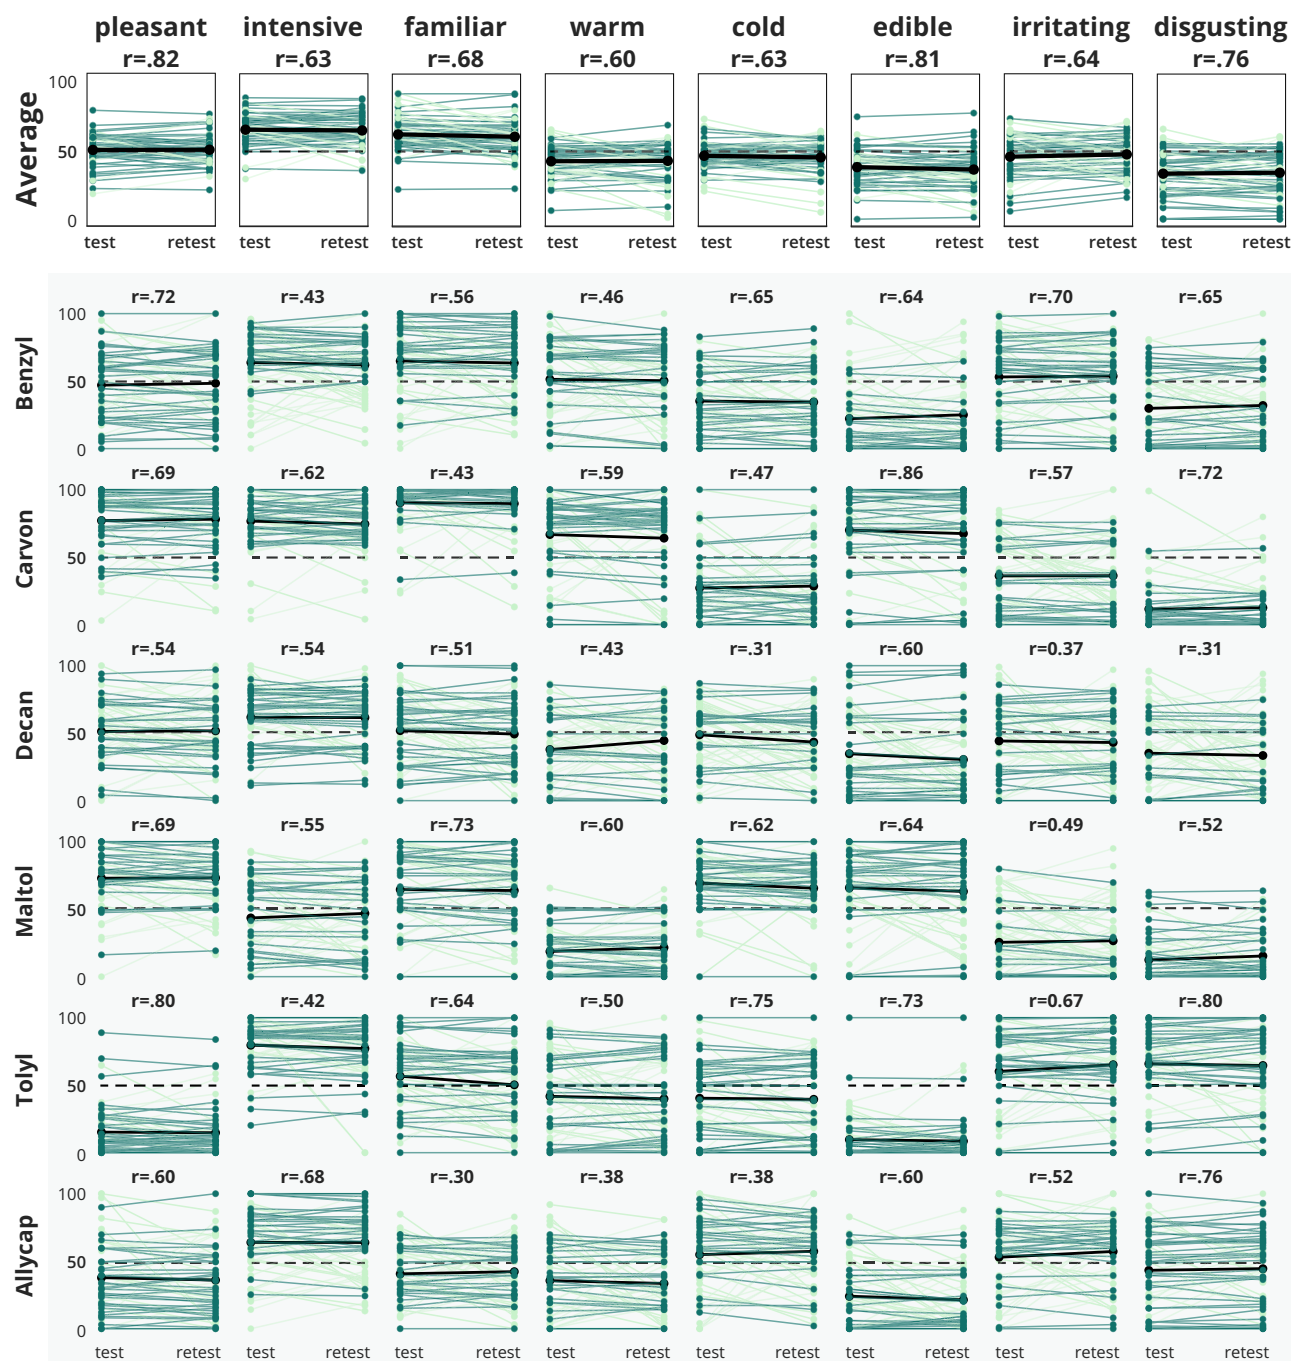 pleasant intensive familiar warm cold edible irritating disgusting
r=.82 r=.63 r=.68 r=.60 r=.63 r=.81 r=.64 r=.76
Average
100
50
0
test retest test retest test retest test retest test retest test retest test retest test retest
r=.72 r=.43 r=.56 r=.46 r=.65 r=.64 r=.70 r=.65
Benzyl
100
50
0
r=.69 r=.62 r=.43 r=.59 r=.47 r=.86 r=.57 r=.72
Carvon
100
50
0
r=.54 r=.54 r=.51 r=.43 r=.31 r=.60 r=0.37 r=.31
Decan
100
50
0
r=.69 r=.55 r=.73 r=.60 r=.62 r=.64 r=0.49 r=.52
Maltol
100
50
0
r=.80 r=.42 r=.64 r=.50 r=.75 r=.73 r=0.67 r=.80
Tolyl
100
50
0
r=.60 r=.68 r=.30 r=.38 r=.38 r=.60 r=.52 r=.76
Allycap
100
50
0
test retest test retest test retest test retest test retest test retest test retest test retest